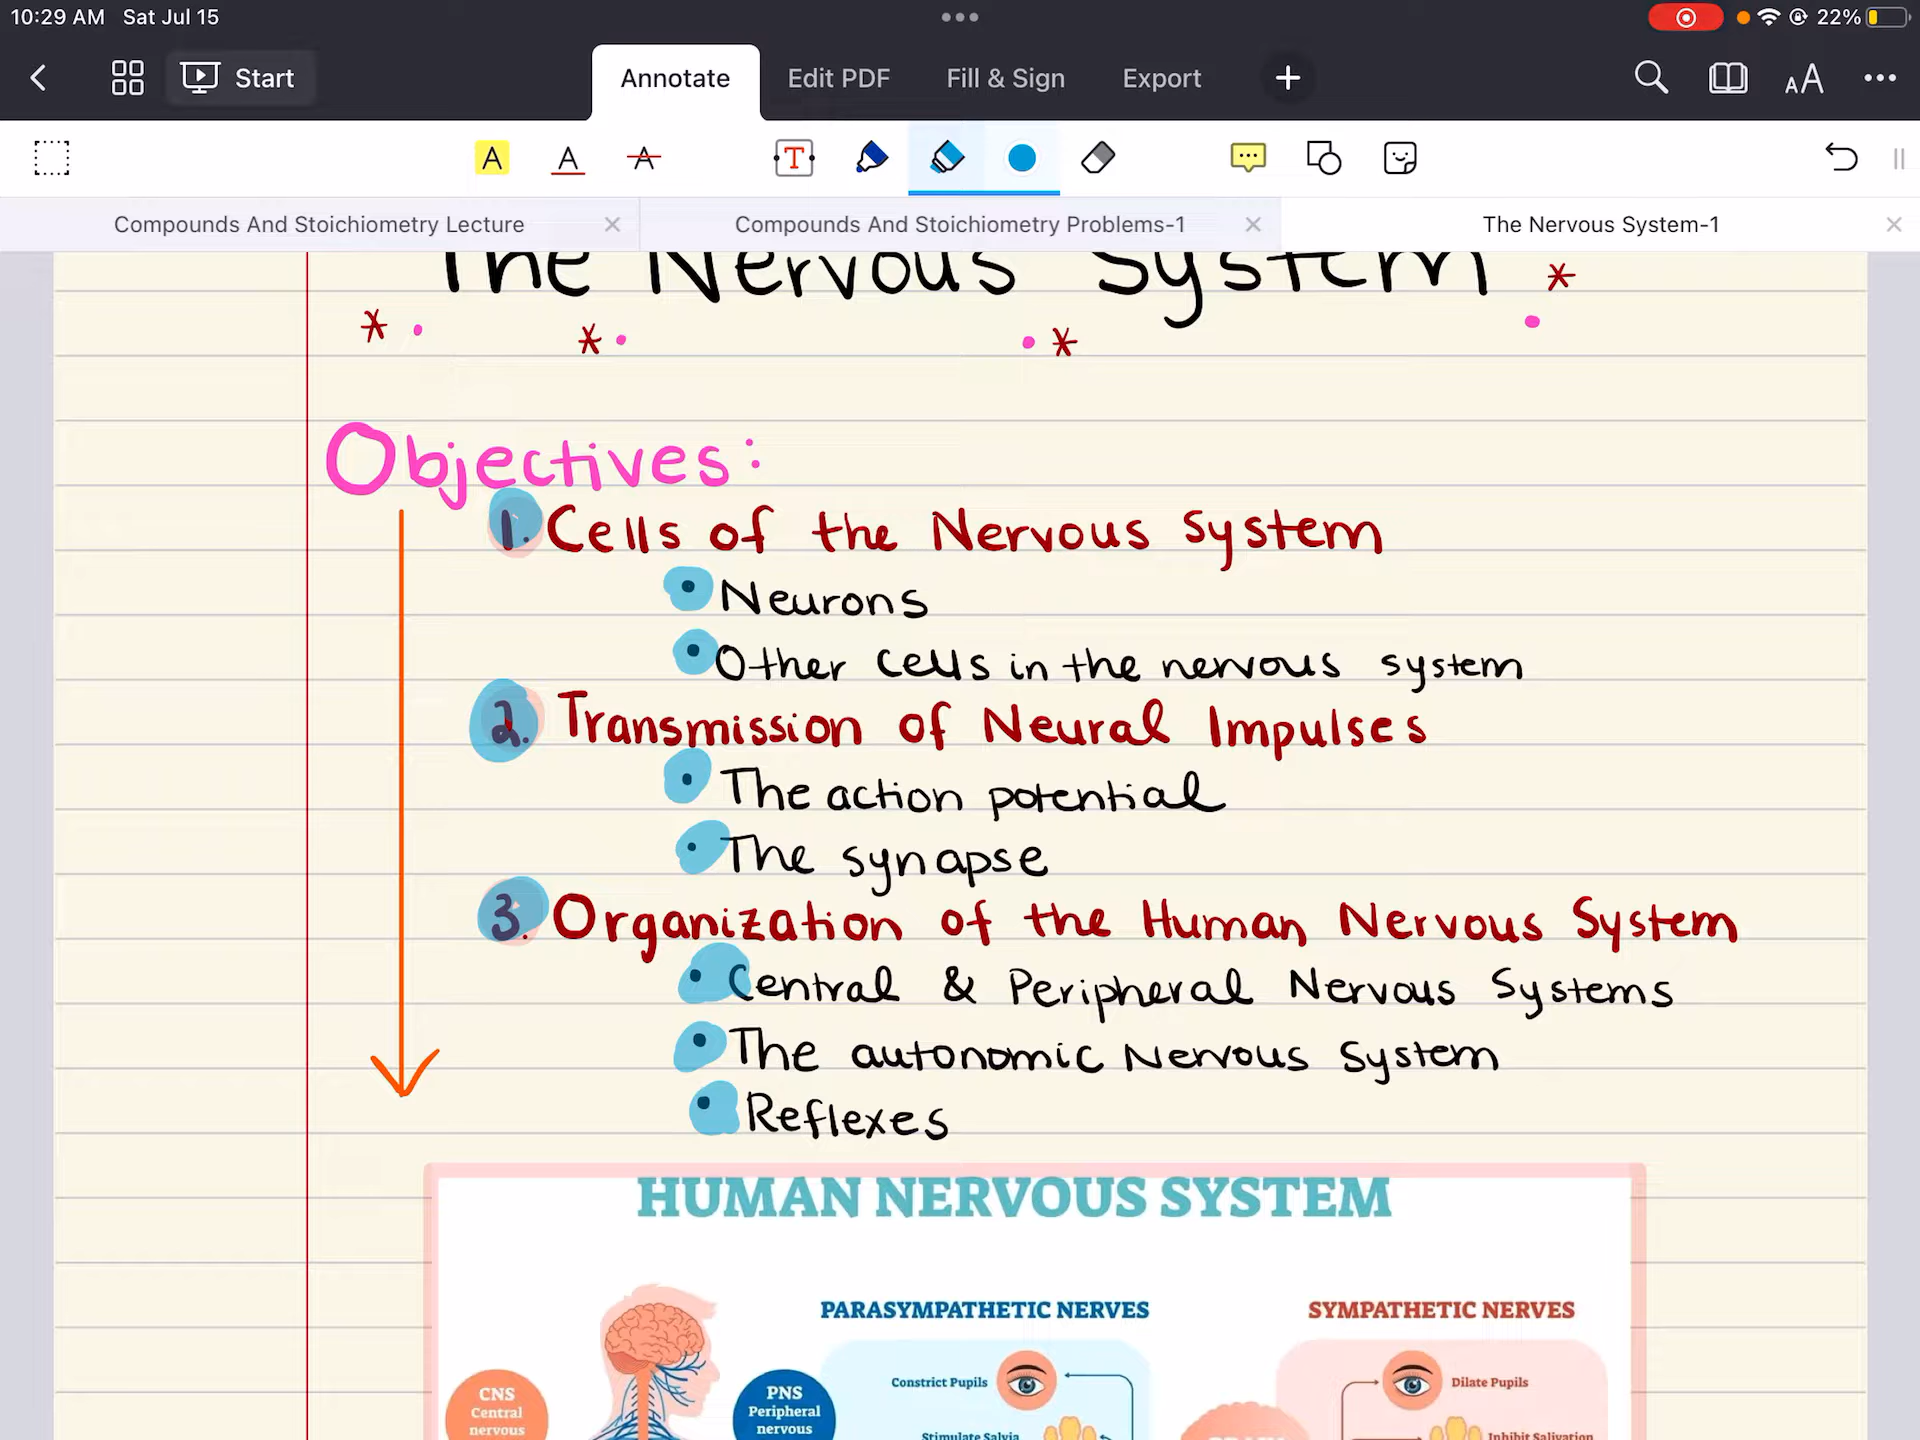 10:29 AM Sat Jul 15
22%
Start
Annotate
Edit PDF
Fill & Sign
Export
Compounds And Stoichiometry Lecture
Compounds And Stoichiometry Problems-1
The Nervous System-1
The Nervous System
Objectives:
1. Cells of the Nervous System
• Neurons
• Other cells in the nervous system
2. Transmission of Neural Impulses
• The action potential
• The synapse
3. Organization of the Human Nervous System
• Central & Peripheral Nervous Systems
• The autonomic Nervous System
• Reflexes
HUMAN NERVOUS SYSTEM
PARASYMPATHETIC NERVES
SYMPATHETIC NERVES
CNS
Central
nervous
PNS
Peripheral
nervous
Constrict Pupils
Dilate Pupils
Stimulate Salvia
Inhibit Salivation